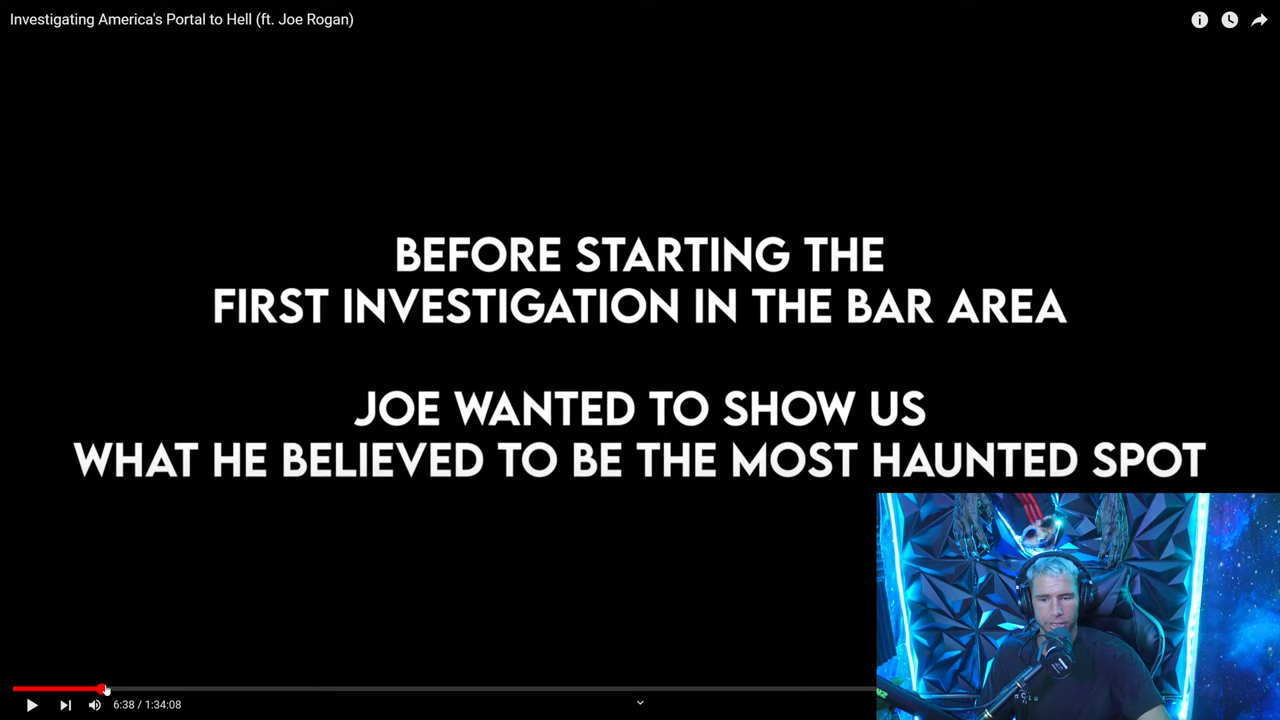 Investigating America's Portal to Hell (ft. Joe Rogan)
BEFORE STARTING THE
FIRST INVESTIGATION IN THE BAR AREA
JOE WANTED TO SHOW US
WHAT HE BELIEVED TO BE THE MOST HAUNTED SPOT
6:38 / 1:34:08